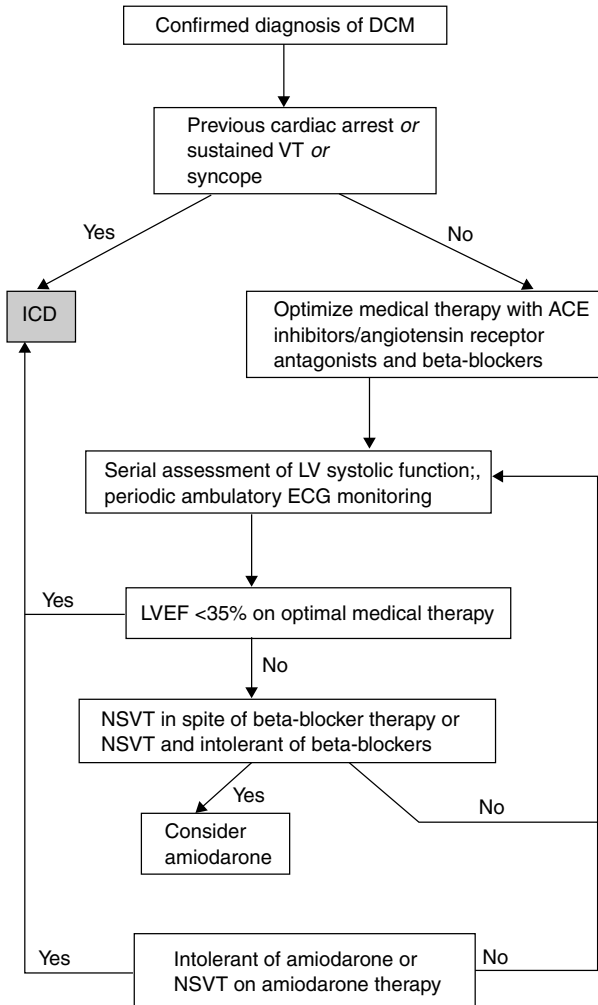 Confirmed diagnosis of DCM
Previous cardiac arrest or
sustained VT or
syncope
Yes
No
ICD
Optimize medical therapy with ACE
inhibitors/angiotensin receptor
antagonists and beta-blockers
Serial assessment of LV systolic function;,
periodic ambulatory ECG monitoring
Yes
LVEF <35% on optimal medical therapy
No
NSVT in spite of beta-blocker therapy or
NSVT and intolerant of beta-blockers
Yes
No
Consider
amiodarone
Yes
Intolerant of amiodarone or
NSVT on amiodarone therapy
No